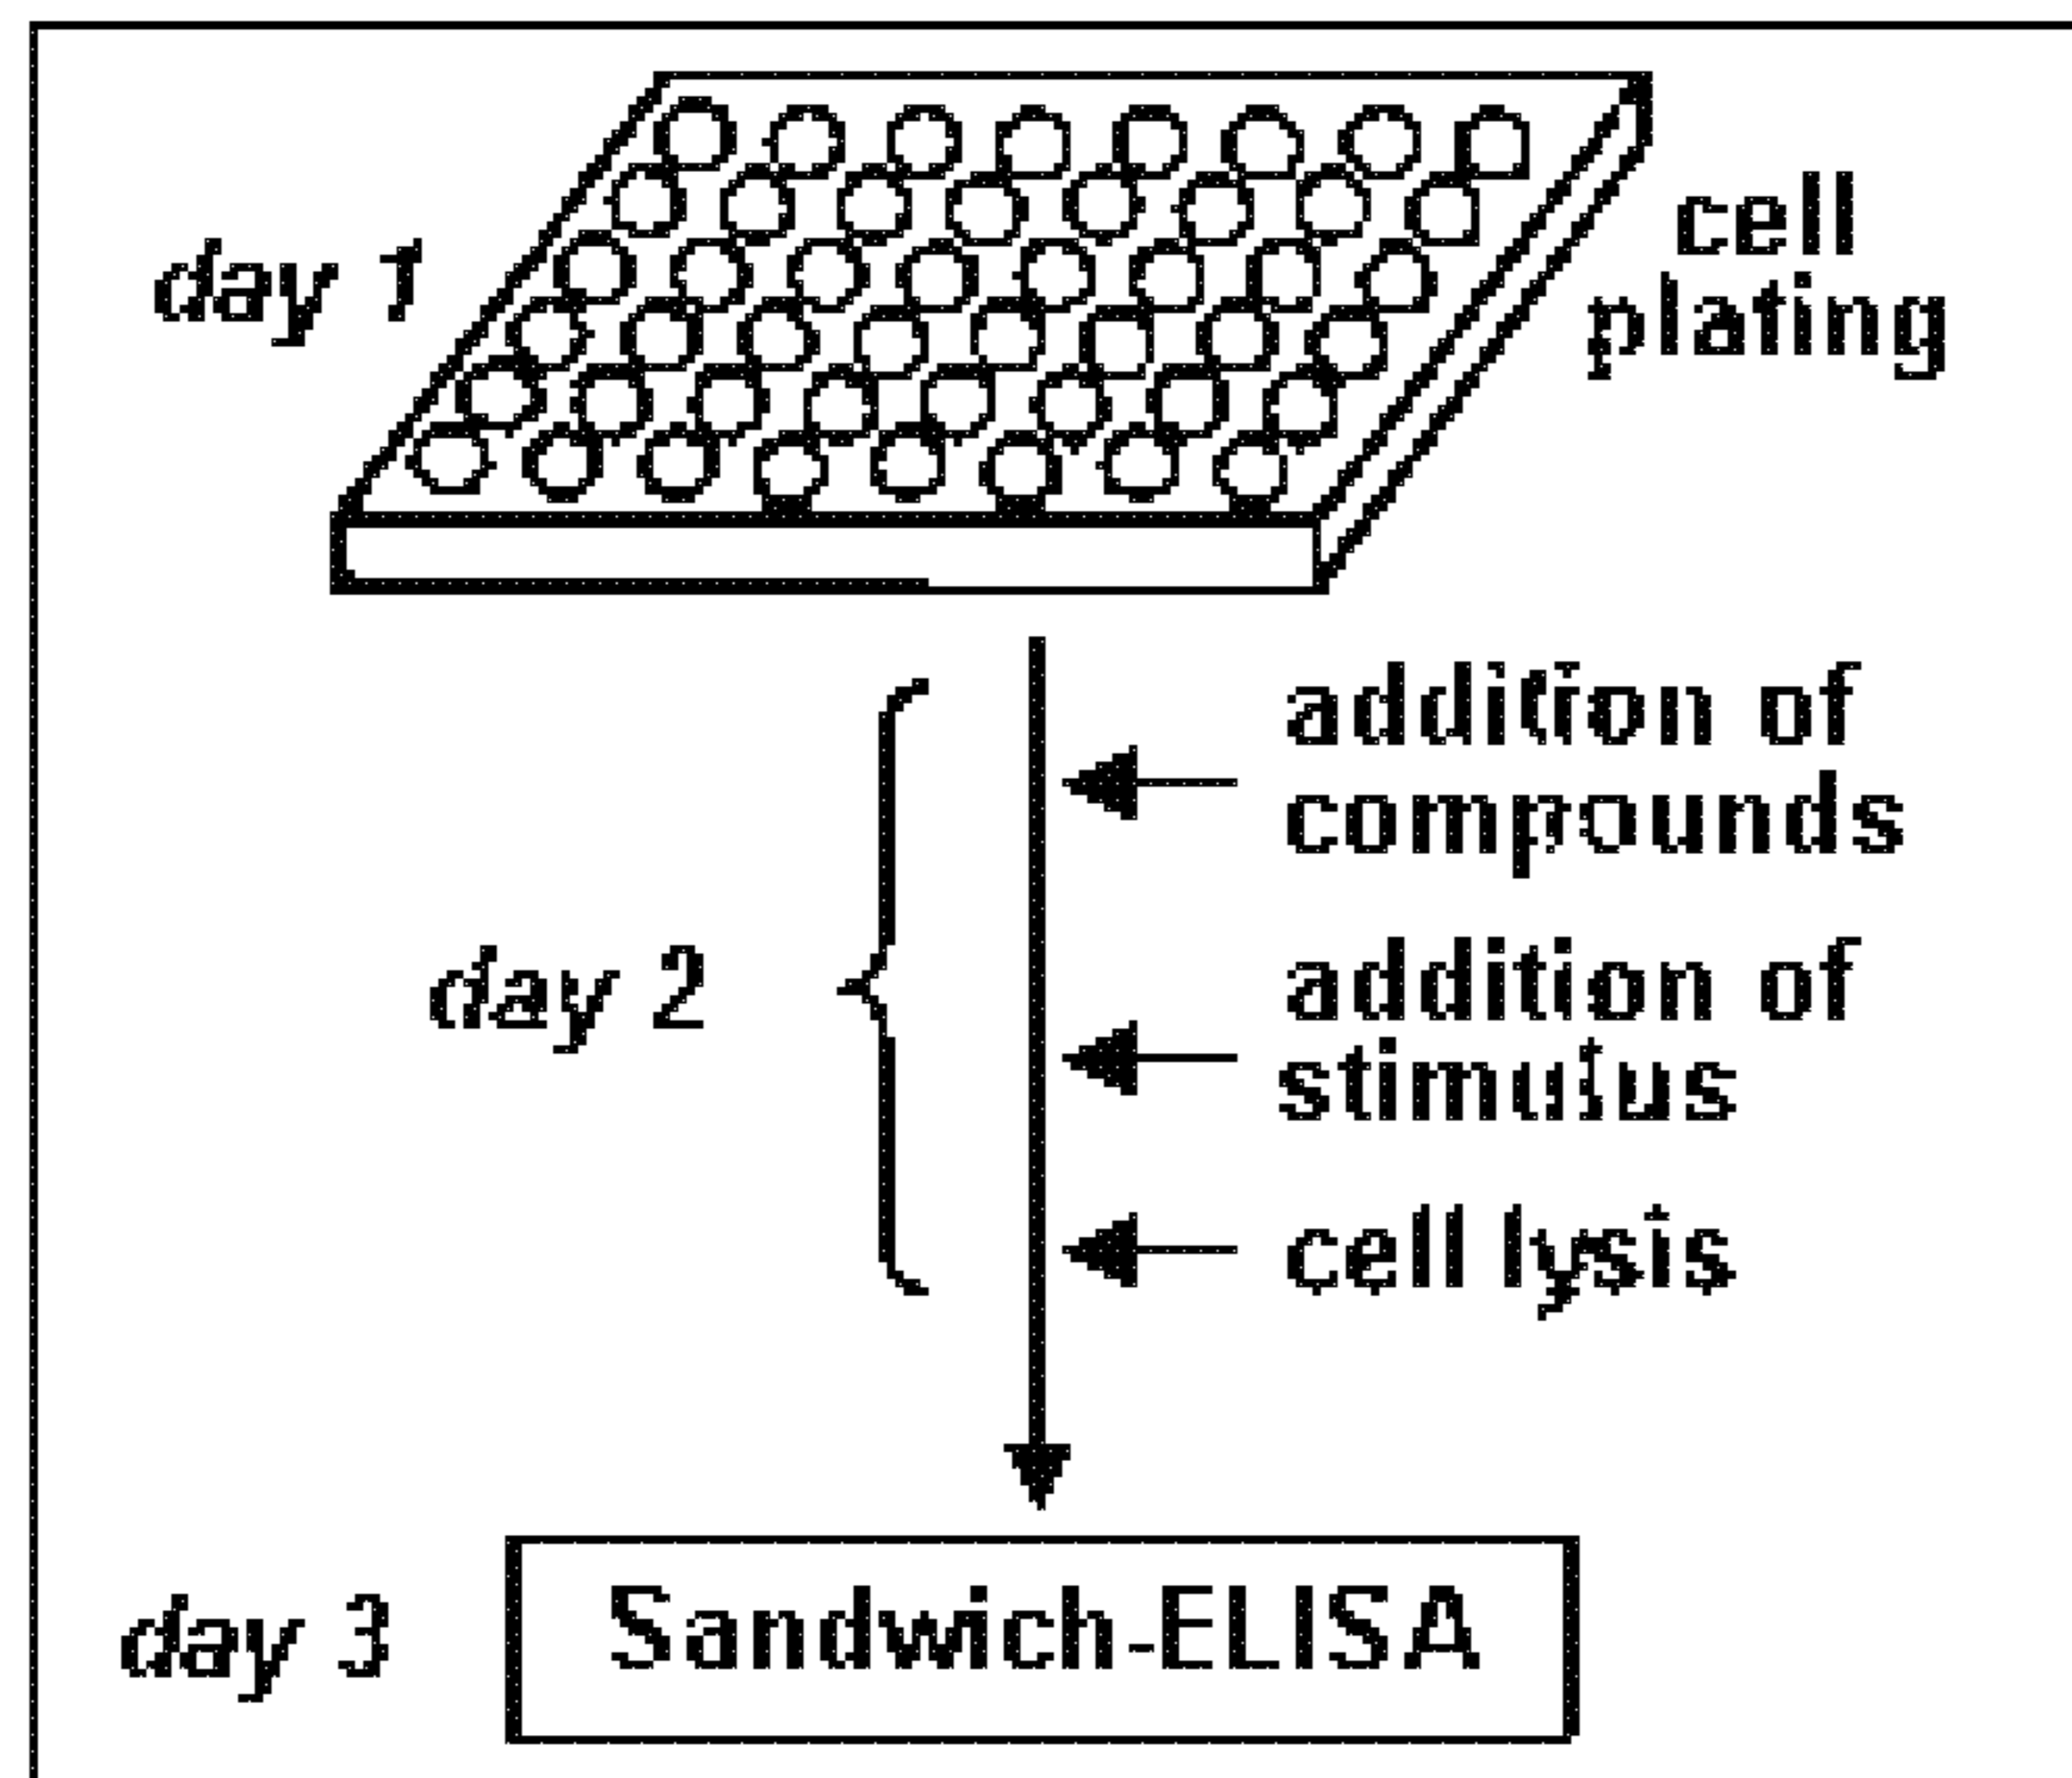 day 1
cell
plating
addition of
compounds
day 2
addition of
stimulus
cell lysis
day 3
Sandwich-ELISA